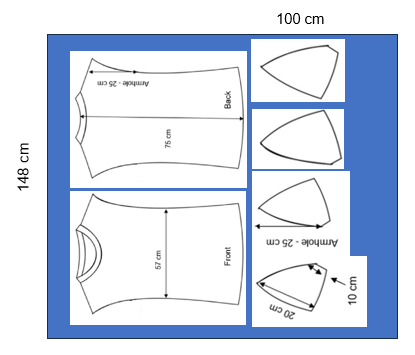 100 cm
148 cm
Armhole - 25 cm
Back
75 cm
57 cm
Front
Armhole - 25 cm
10 cm
20 cm